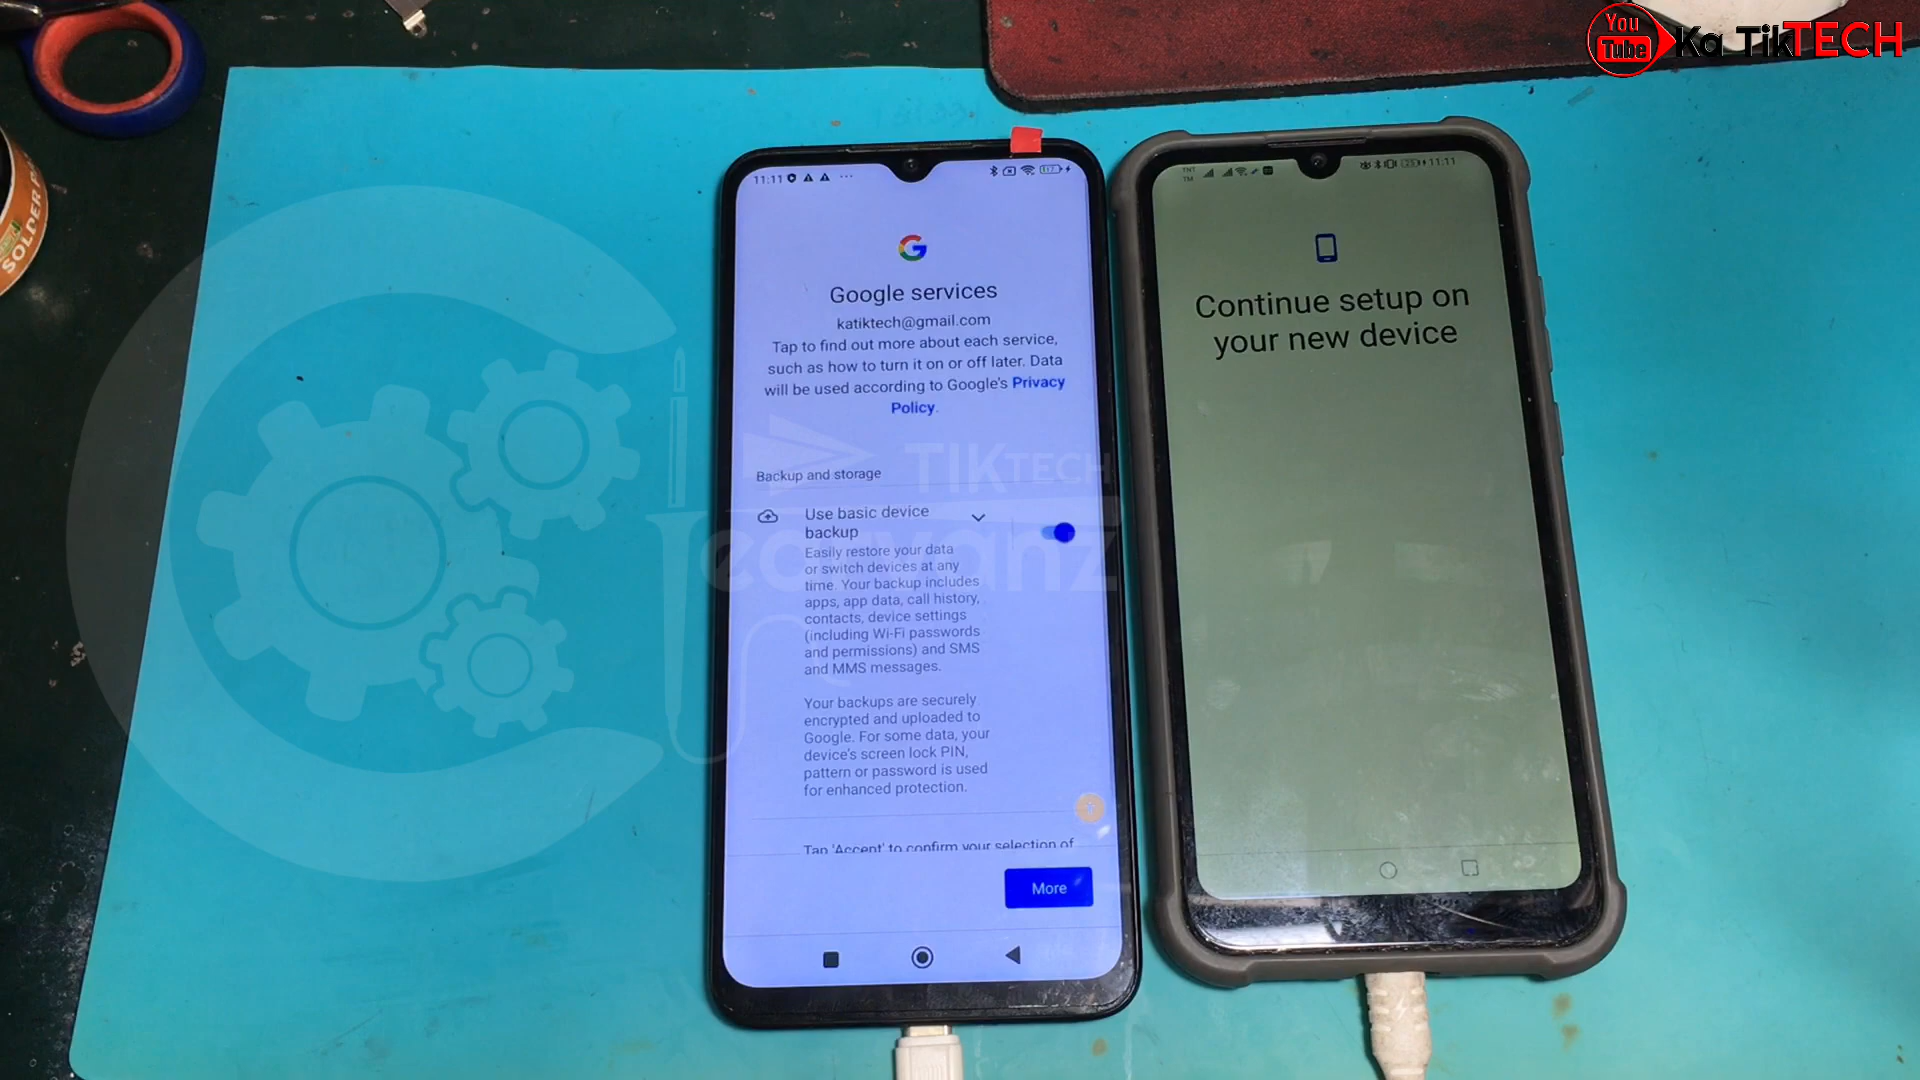 You
Tube
Ka TikTECH
SOLDER
11:11
Google services
katiktech@gmail.com
Tap to find out more about each service,
such as how to turn it on or off later. Data
will be used according to Google's Privacy
Policy.
Backup and storage
Use basic device
backup
Easily restore your data
or switch devices at any
time. Your backup includes
apps, app data, call history,
contacts, device settings
(including Wi-Fi passwords
and permissions) and SMS
and MMS messages.
Your backups are securely
encrypted and uploaded to
Google. For some data, your
device's screen lock PIN,
pattern or password is used
for enhanced protection.
Tap 'Accept' to confirm your selection of
More
TNT
TM
11:11
Continue setup on
your new device
TIKTECH